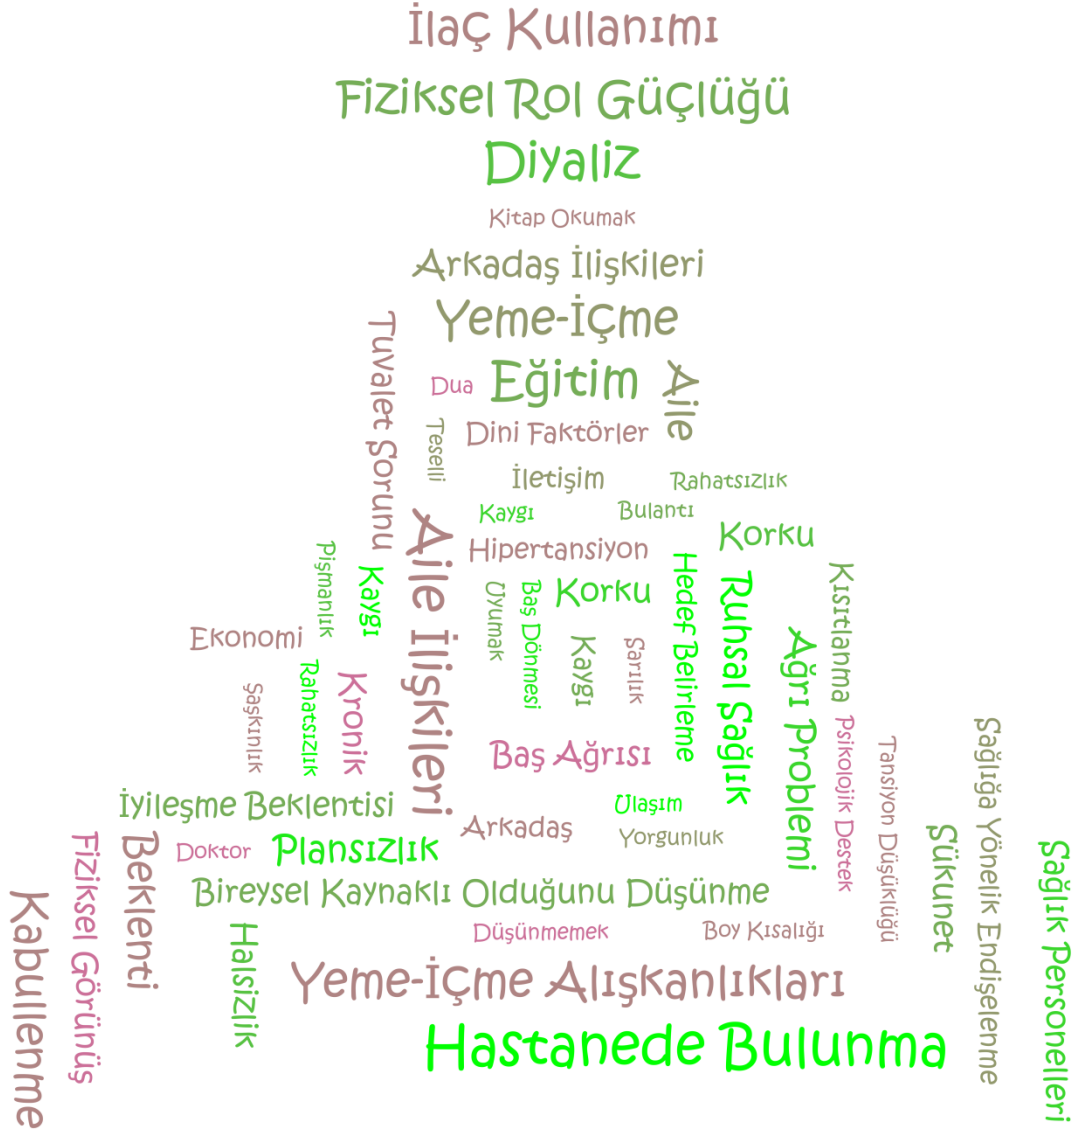 İlaç Kullanımı
Fiziksel Rol Güçlüğü
Diyaliz
Kitap Okumak
Arkadaş İlişkileri
Yeme-İçme
Tuvalet Sorunu
Dua
Eğitim
Aile
Teselli
Dini Faktörler
İletişim
Rahatsızlık
Kaygı
Bulantı
Aile İlişkileri
Hipertansiyon
Korku
Pişmanlık
Kaygı
Uyumak
Baş Dönmesi
Korku
Hedef Belirleme
Ruhsal Sağlık
Kısıtlanma
Ekonomi
Kaygı
Sarılık
Ağrı Problemi
Şaşkınlık
Rahatsızlık
Kronik
Baş Ağrısı
Psikolojik Destek
Tansiyon Düşüklüğü
Sağlığa Yönelik Endişelenme
İyileşme Beklentisi
Ulaşım
Arkadaş
Yorgunluk
Fiziksel Görünüş
Beklenti
Doktor
Plansızlık
Sükunet
Sağlık Personelleri
Kabullenme
Bireysel Kaynaklı Olduğunu Düşünme
Halsizlik
Düşünmemek
Boy Kısalığı
Yeme-İçme Alışkanlıkları
Hastanede Bulunma